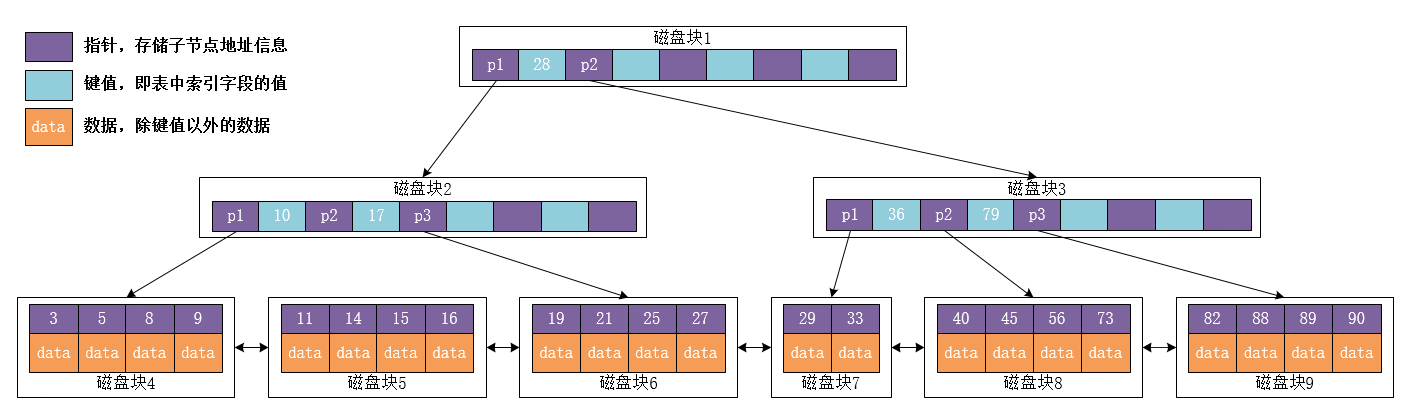 指针，存储子节点地址信息
键值，即表中索引字段的值
data 数据，除键值以外的数据
磁盘块1
p1 28 p2
磁盘块2
p1 10 p2 17 p3
磁盘块3
p1 36 p2 79 p3
3 5 8 9
data data data data
磁盘块4
11 14 15 16
data data data data
磁盘块5
19 21 25 27
data data data data
磁盘块6
29 33
data data
磁盘块7
40 45 56 73
data data data data
磁盘块8
82 88 89 90
data data data data
磁盘块9